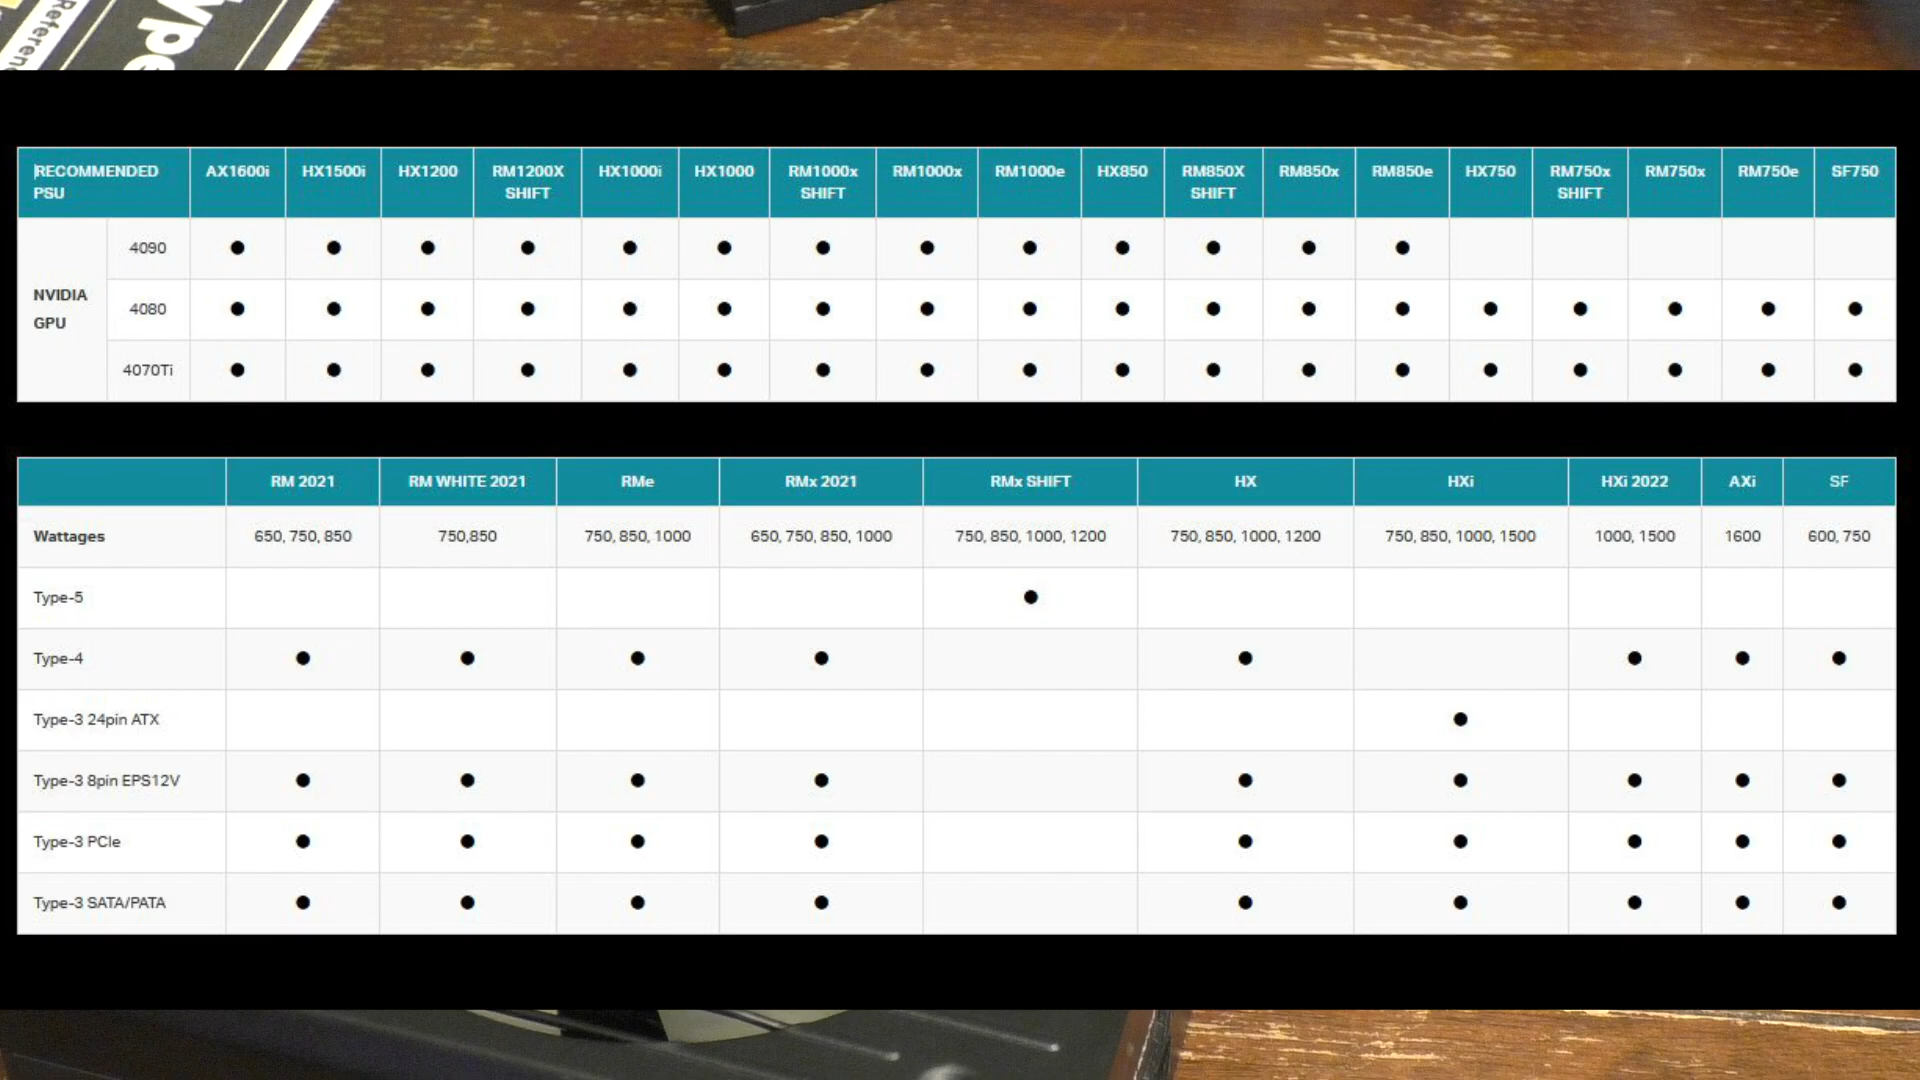 ype
Referen
RECOMMENDED PSU AX1600i HX1500i HX1200 RM1200X SHIFT HX1000i HX1000 RM1000x SHIFT RM1000x RM1000e HX850 RM850X SHIFT RM850x RM850e HX750 RM750x SHIFT RM750x RM750e SF750
NVIDIA GPU
4090 ● ● ● ● ● ● ● ● ● ● ● ● ●
4080 ● ● ● ● ● ● ● ● ● ● ● ● ● ● ● ● ● ●
4070Ti ● ● ● ● ● ● ● ● ● ● ● ● ● ● ● ● ● ●
RM 2021 RM WHITE 2021 RMe RMx 2021 RMx SHIFT HX HXi HXi 2022 AXi SF
Wattages 650, 750, 850 750,850 750, 850, 1000 650, 750, 850, 1000 750, 850, 1000, 1200 750, 850, 1000, 1200 750, 850, 1000, 1500 1000, 1500 1600 600, 750
Type-5 ●
Type-4 ● ● ● ● ● ● ● ●
Type-3 24pin ATX ●
Type-3 8pin EPS12V ● ● ● ● ● ● ● ● ●
Type-3 PCIe ● ● ● ● ● ● ● ● ●
Type-3 SATA/PATA ● ● ● ● ● ● ● ● ●